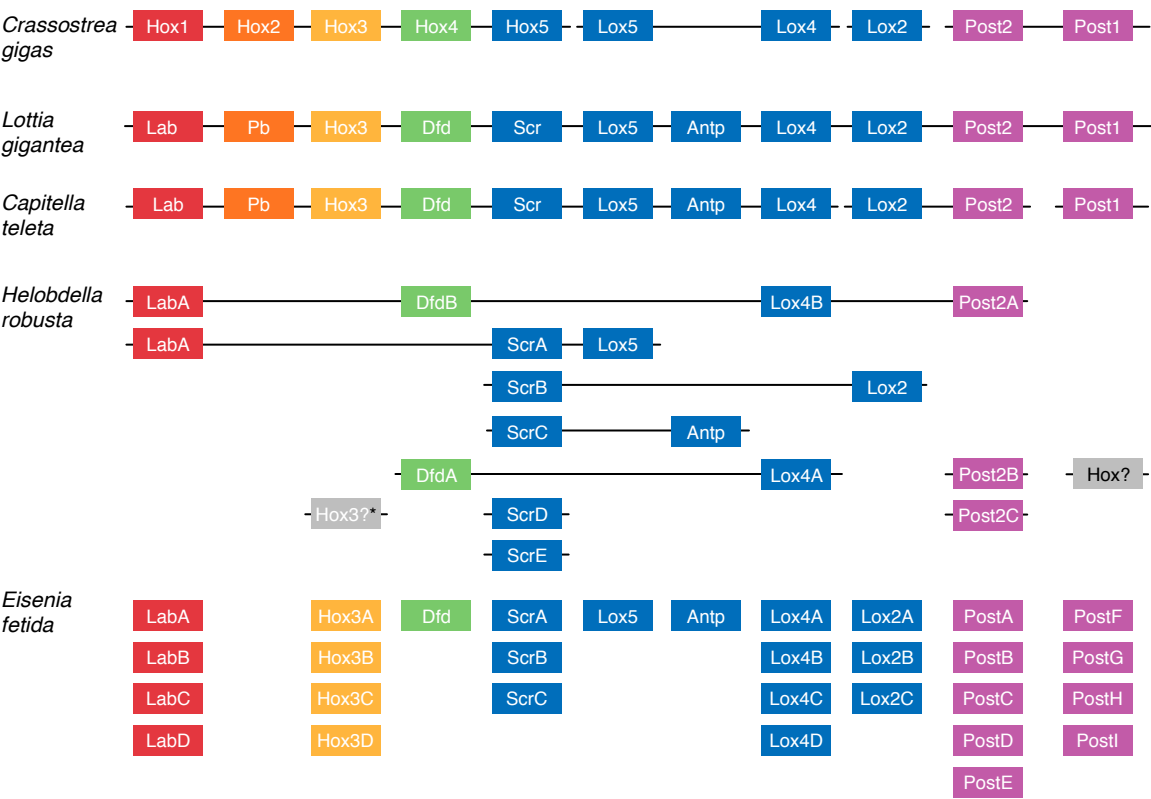 Crassostrea gigas Hox1 Hox2 Hox3 Hox4 Hox5 Lox5 Lox4 Lox2 Post2 Post1
Lottia gigantea Lab Pb Hox3 Dfd Scr Lox5 Antp Lox4 Lox2 Post2 Post1
Capitella teleta Lab Pb Hox3 Dfd Scr Lox5 Antp Lox4 Lox2 Post2 Post1
Helobdella robusta LabA DfdB Lox4B Post2A
LabA ScrA Lox5
ScrB Lox2
ScrC Antp
DfdA Lox4A Post2B Hox?
Hox3?* ScrD Post2C
ScrE
Eisenia fetida LabA Hox3A Dfd ScrA Lox5 Antp Lox4A Lox2A PostA PostF
LabB Hox3B ScrB Lox4B Lox2B PostB PostG
LabC Hox3C ScrC Lox4C Lox2C PostC PostH
LabD Hox3D Lox4D PostD PostI
PostE